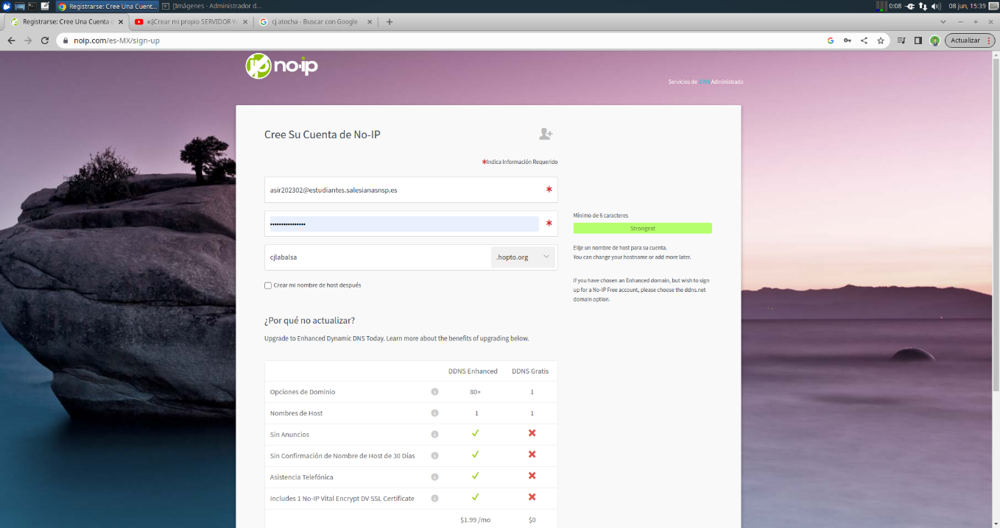 Registrarse: Cree Una Cuent...
[Imágenes - Administrador d...
0:08
08 jun, 15:39
Registrarse: Cree Una Cuenta
Crear mi propio SERVIDOR
cj atocha - Buscar con Google
noip.com/es-MX/sign-up
Actualizar
no-ip
Servicios de DNS Administrado
Cree Su Cuenta de No-IP
*Indica Información Requerido
asir202302@estudiantes.salesianasnsp.es
*
••••••••••••••••
*
Mínimo de 6 caracteres
Strongest
cjlabalsa
.hopto.org
Elije un nombre de host para su cuenta.
You can change your hostname or add more later.
Crear mi nombre de host después
If you have chosen an Enhanced domain, but wish to sign
up for a No-IP Free account, please choose the ddns.net
domain option.
¿Por qué no actualizar?
Upgrade to Enhanced Dynamic DNS Today. Learn more about the benefits of upgrading below.
DDNS Enhanced DDNS Gratis
Opciones de Dominio 80+ 1
Nombres de Host 1 1
Sin Anuncios
Sin Confirmación de Nombre de Host de 30 Días
Asistencia Telefónica
Includes 1 No-IP Vital Encrypt DV SSL Certificate
$1.99 /mo $0